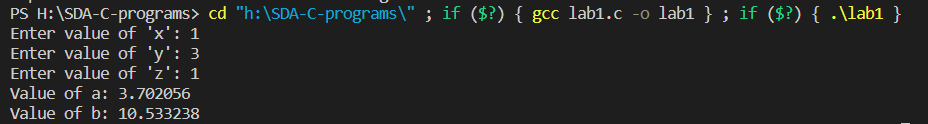 PS H:\SDA-C-programs> cd "h:\SDA-C-programs\" ; if ($?) { gcc lab1.c -o lab1 } ; if ($?) { .\lab1 }
Enter value of 'x': 1
Enter value of 'y': 3
Enter value of 'z': 1
Value of a: 3.702056
Value of b: 10.533238